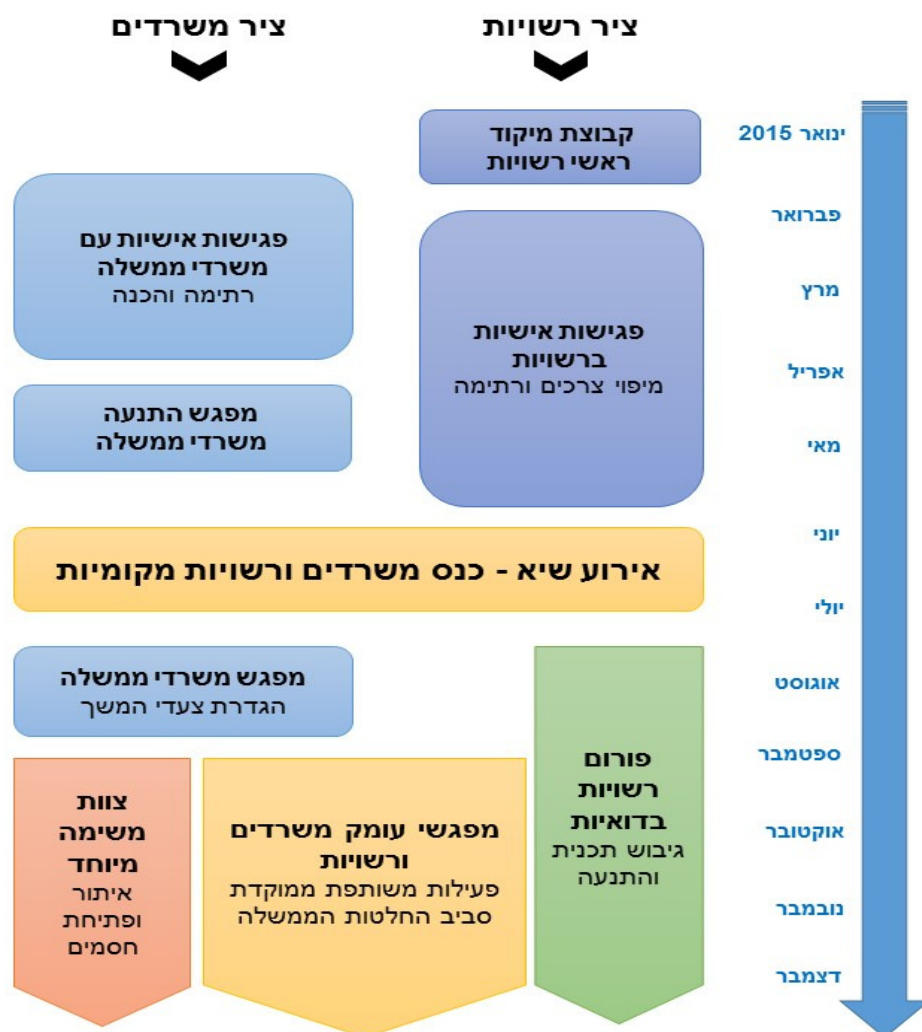 ציר רשויות
ציר משרדים
ינואר 2015
פברואר
מרץ
אפריל
מאי
יוני
יולי
אוגוסט
ספטמבר
אוקטובר
נובמבר
דצמבר
קבוצת מיקוד
ראשי רשויות
פגישות אישיות
ברשויות
מיפוי צרכים ורתימה
פגישות אישיות עם
משרדי ממשלה
רתימה והכנה
מפגש התנעה
משרדי ממשלה
אירוע שיא - כנס משרדים ורשויות מקומיות
מפגש משרדי ממשלה
הגדרת צעדי המשך
פורום
רשויות
בדואיות
גיבוש תכנית
והתנעה
מפגשי עומק משרדים
ורשויות
פעילות משותפת ממוקדת
סביב החלטות הממשלה
צוות
משימה
מיוחד
איתור
ופתיחת
חסמים